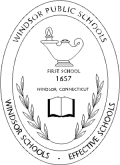 WINDSOR PUBLIC SCHOOLS
FIRST SCHOOL
1657
WINDSOR, CONNECTICUT
WINDSOR SCHOOLS - EFFECTIVE SCHOOLS